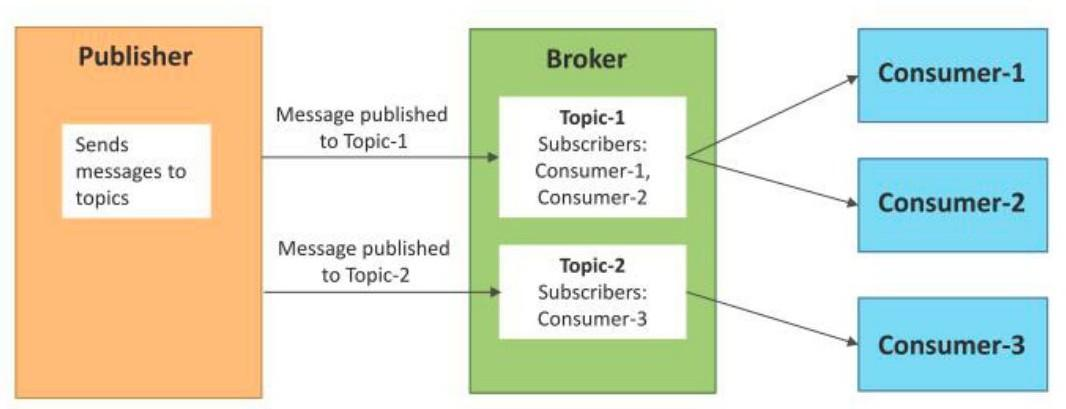 Publisher
Sends
messages to
topics
Message published
to Topic-1
Message published
to Topic-2
Broker
Topic-1
Subscribers:
Consumer-1,
Consumer-2
Topic-2
Subscribers:
Consumer-3
Consumer-1
Consumer-2
Consumer-3